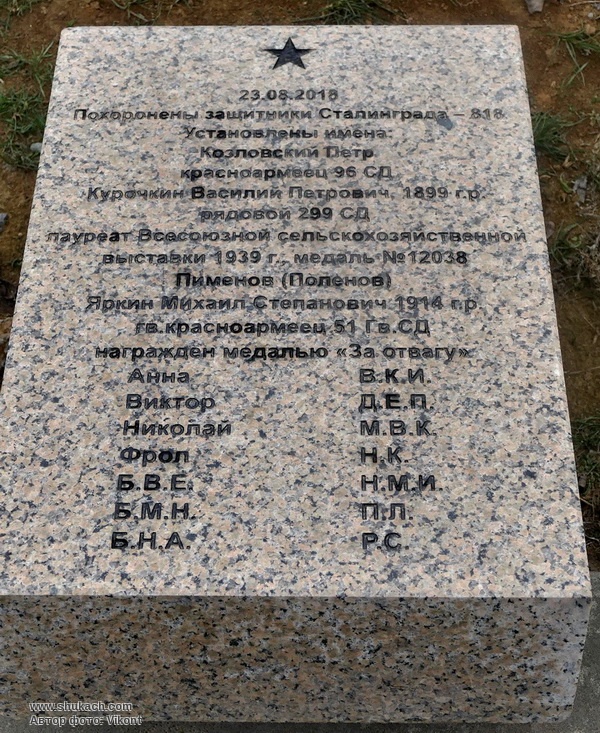 23.08.2018
Похоронены защитники Сталинграда – 818
Установлены имена:
Козловский Петр
красноармеец 96 СД
Курочкин Василий Петрович, 1899 г.р.
рядовой 299 СД
лауреат Всесоюзной сельскохозяйственной
выставки 1939 г., медаль №12038
Пименов (Поленов)
Яркин Михаил Степанович 1914 г.р.
гв.красноармеец 51 Гв.СД
награжден медалью «За отвагу»
Анна В.К.И.
Виктор Д.Е.П.
Николай М.В.К.
Фрол Н.К.
Б.В.Е. Н.М.И.
Б.М.Н. П.Л.
Б.Н.А. Р.С.
www.shukach.com
Автор фото: Vikont